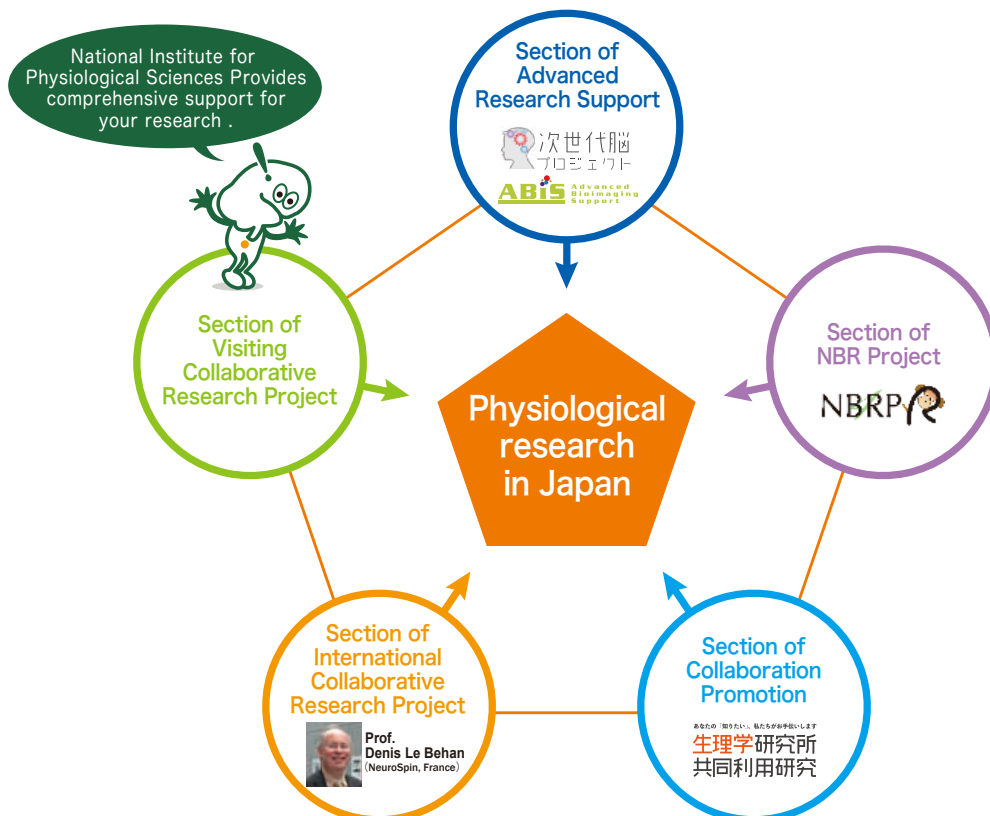 National Institute for
Physiological Sciences Provides
comprehensive support for
your research .
Section of
Advanced
Research Support
次世代脳
プロジェクト
ABiS Advanced
Bioimaging
Support
Section of
Visiting
Collaborative
Research Project
Section of
NBR Project
NBRP
Physiological
research
in Japan
Section of
International
Collaborative
Research Project
Prof.
Denis Le Behan
(NeuroSpin, France)
Section of
Collaboration
Promotion
あなたの「知りたい」、私たちがお手伝いします
生理学研究所
共同利用研究